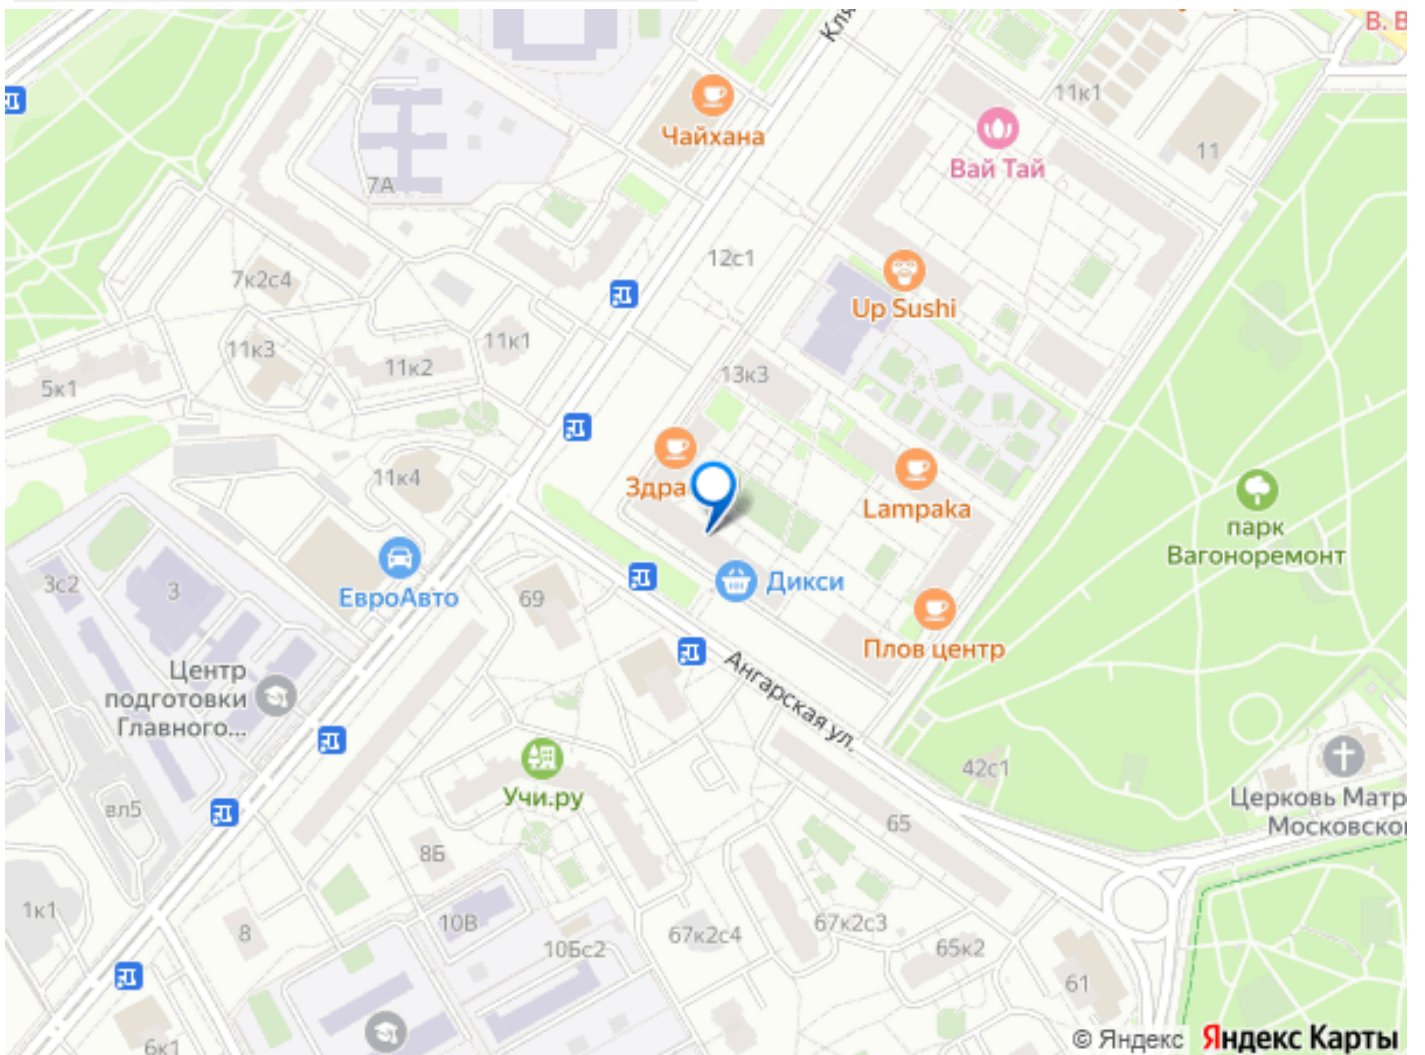 В. В
Кля
11к1
Чайхана
Вай Тай
11
7А
12с1
7к2с4
Up Sushi
11к1
11к3
11к2
13к3
5к1
11к4
Здра
Lampaka
парк
Вагоноремонт
3с2
3
ЕвроАвто
69
Дикси
Плов центр
Центр
подготовки
Главного...
Ангарская ул.
42с1
Учи.ру
Церковь Матр
Московско
вл5
65
8Б
1к1
8
10В
10Бс2
67к2с4
67к2с3
65к2
61
6к1
© Яндекс Яндекс Карты